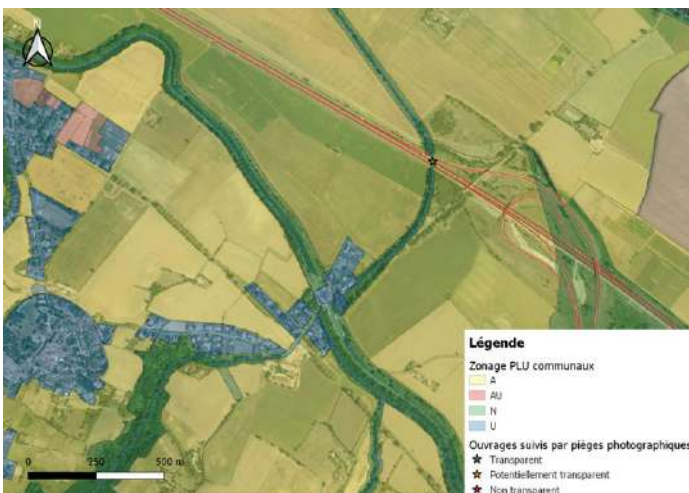 N
Légende
Zonage PLU communaux
A
AU
N
U
Ouvrages suivis par pièges photographiques
Transparent
Potentiellement transparent
Non transparent
0 250 500 m